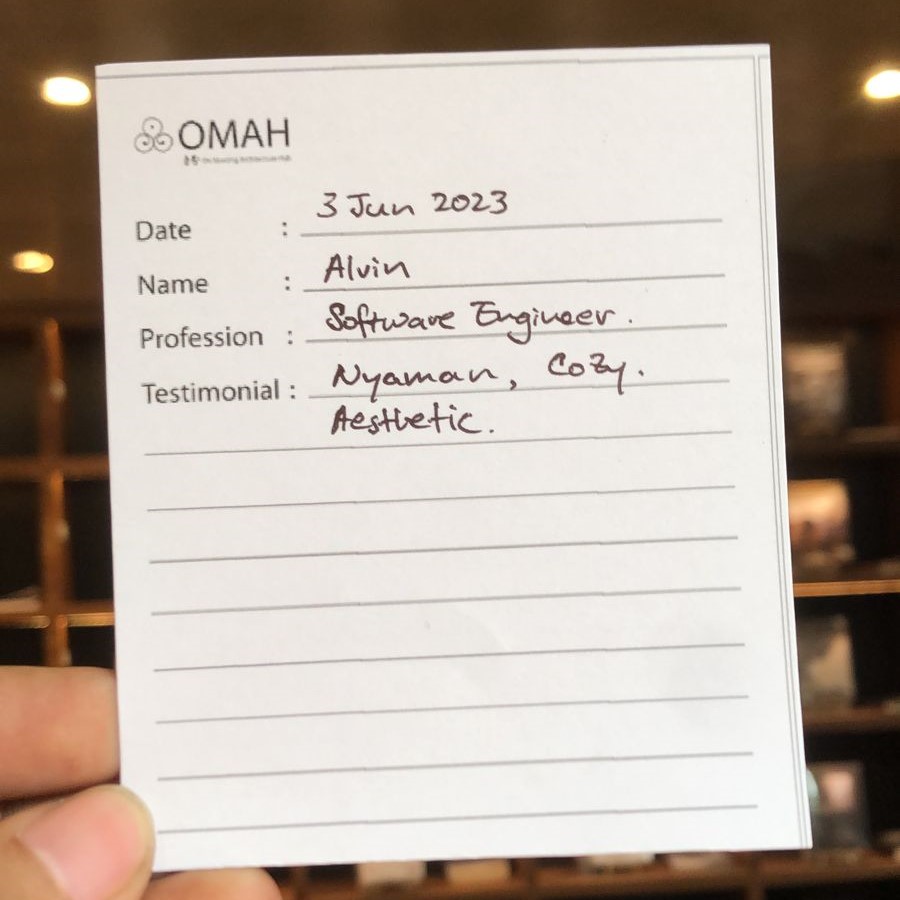 OMAH
Date : 3 Jun 2023
Name : Alvin
Profession : Software Engineer.
Testimonial : Nyaman, Cozy.
Aesthetic.